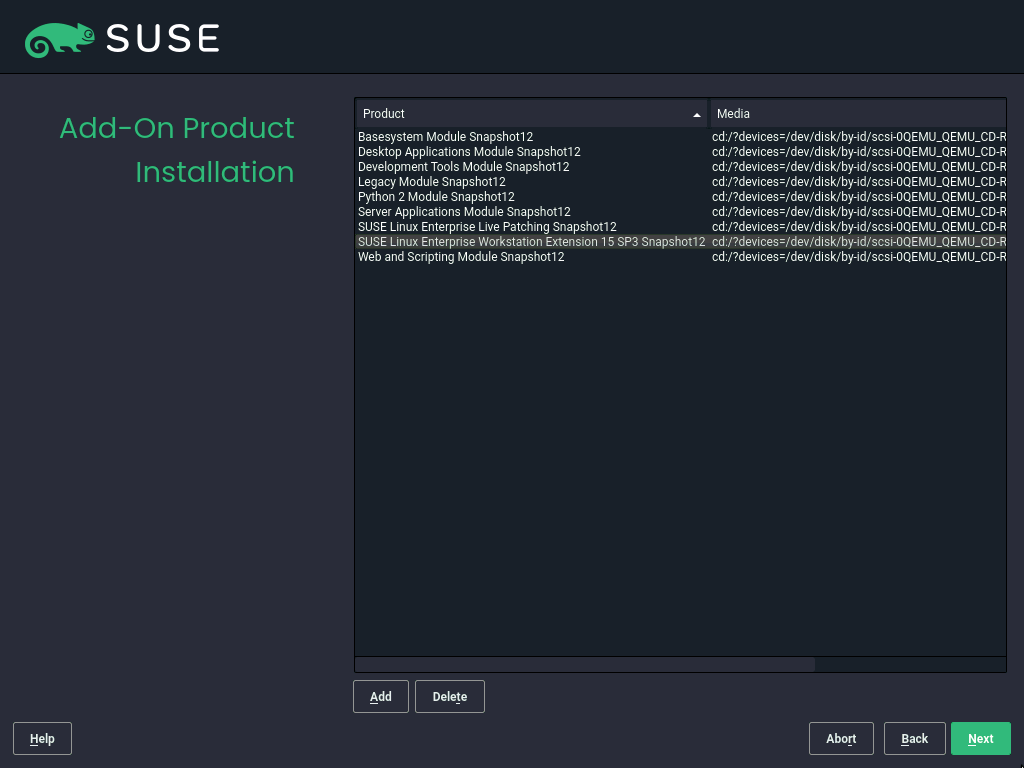 SUSE
Add-On Product
Installation
Product Media
Basesystem Module Snapshot12 cd:/?devices=/dev/disk/by-id/scsi-0QEMU_QEMU_CD-R
Desktop Applications Module Snapshot12 cd:/?devices=/dev/disk/by-id/scsi-0QEMU_QEMU_CD-R
Development Tools Module Snapshot12 cd:/?devices=/dev/disk/by-id/scsi-0QEMU_QEMU_CD-R
Legacy Module Snapshot12 cd:/?devices=/dev/disk/by-id/scsi-0QEMU_QEMU_CD-R
Python 2 Module Snapshot12 cd:/?devices=/dev/disk/by-id/scsi-0QEMU_QEMU_CD-R
Server Applications Module Snapshot12 cd:/?devices=/dev/disk/by-id/scsi-0QEMU_QEMU_CD-R
SUSE Linux Enterprise Live Patching Snapshot12 cd:/?devices=/dev/disk/by-id/scsi-0QEMU_QEMU_CD-R
SUSE Linux Enterprise Workstation Extension 15 SP3 Snapshot12 cd:/?devices=/dev/disk/by-id/scsi-0QEMU_QEMU_CD-R
Web and Scripting Module Snapshot12 cd:/?devices=/dev/disk/by-id/scsi-0QEMU_QEMU_CD-R
Add Delete
Help Abort Back Next